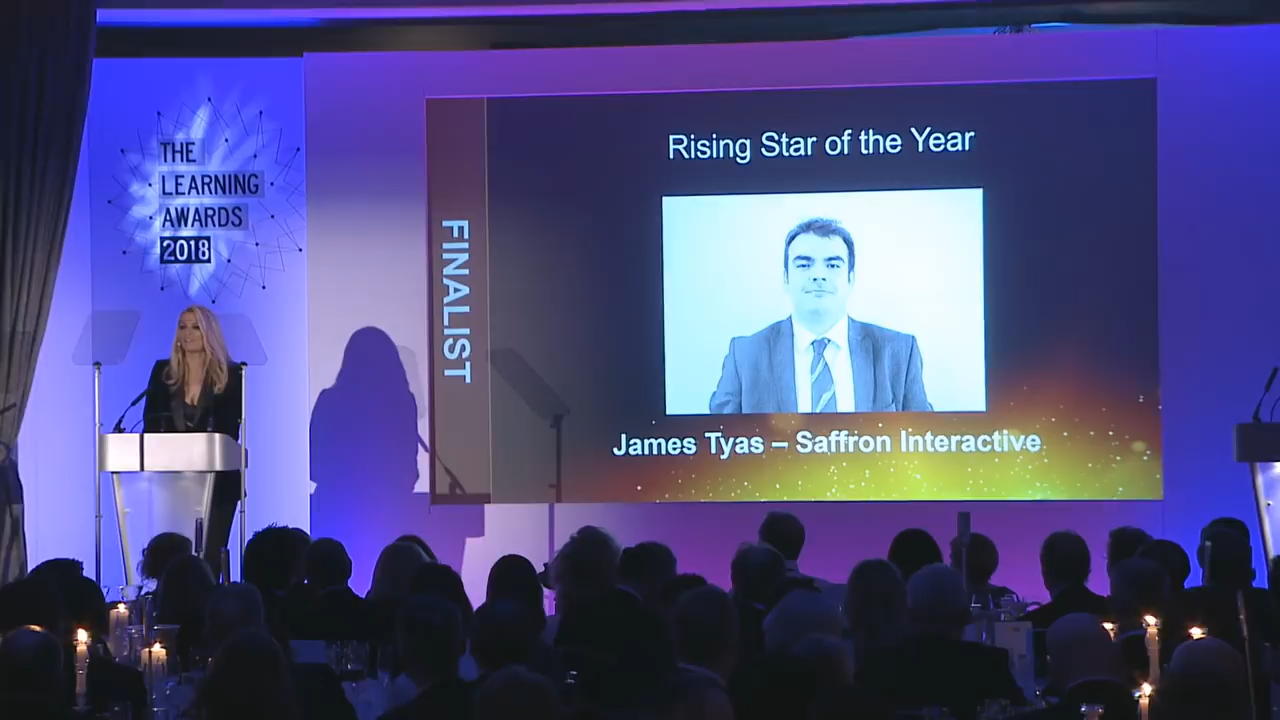 THE
LEARNING
AWARDS
2018
FINALIST
Rising Star of the Year
James Tyas – Saffron Interactive